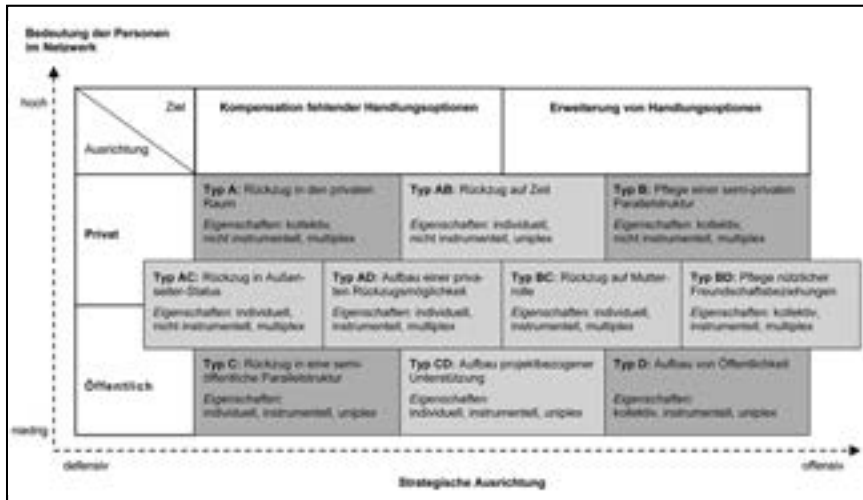 Bedeutung der Personen
im Netzwerk
hoch
Ziel
Ausrichtung
Kompensation fehlender Handlungsoptionen
Erweiterung von Handlungsoptionen
Privat
Typ A: Rückzug in den privaten
Raum
Eigenschaften: kollektiv,
nicht instrumentell, multiplex
Typ AB: Rückzug auf Zeit
Eigenschaften: individuell,
nicht instrumentell, uniplex
Typ B: Pflege einer semi-privaten
Parallelstruktur
Eigenschaften: kollektiv,
nicht instrumentell, multiplex
Typ AC: Rückzug in Außen-
seiter-Status
Eigenschaften: individuell,
nicht instrumentell, multiplex
Typ AD: Aufbau einer priva-
ten Rückzugsmöglichkeit
Eigenschaften: individuell,
instrumentell, multiplex
Typ BC: Rückzug auf Mutter-
rolle
Eigenschaften: individuell,
instrumentell, multiplex
Typ BD: Pflege nützlicher
Freundschaftsbeziehungen
Eigenschaften: kollektiv,
instrumentell, multiplex
Öffentlich
Typ C: Rückzug in eine semi-
öffentliche Parallelstruktur
Eigenschaften:
individuell, instrumentell, uniplex
Typ CD: Aufbau projektbezogener
Unterstützung
Eigenschaften:
individuell, instrumentell, uniplex
Typ D: Aufbau von Öffentlichkeit
Eigenschaften:
kollektiv, instrumentell, uniplex
niedrig
defensiv
offensiv
Strategische Ausrichtung